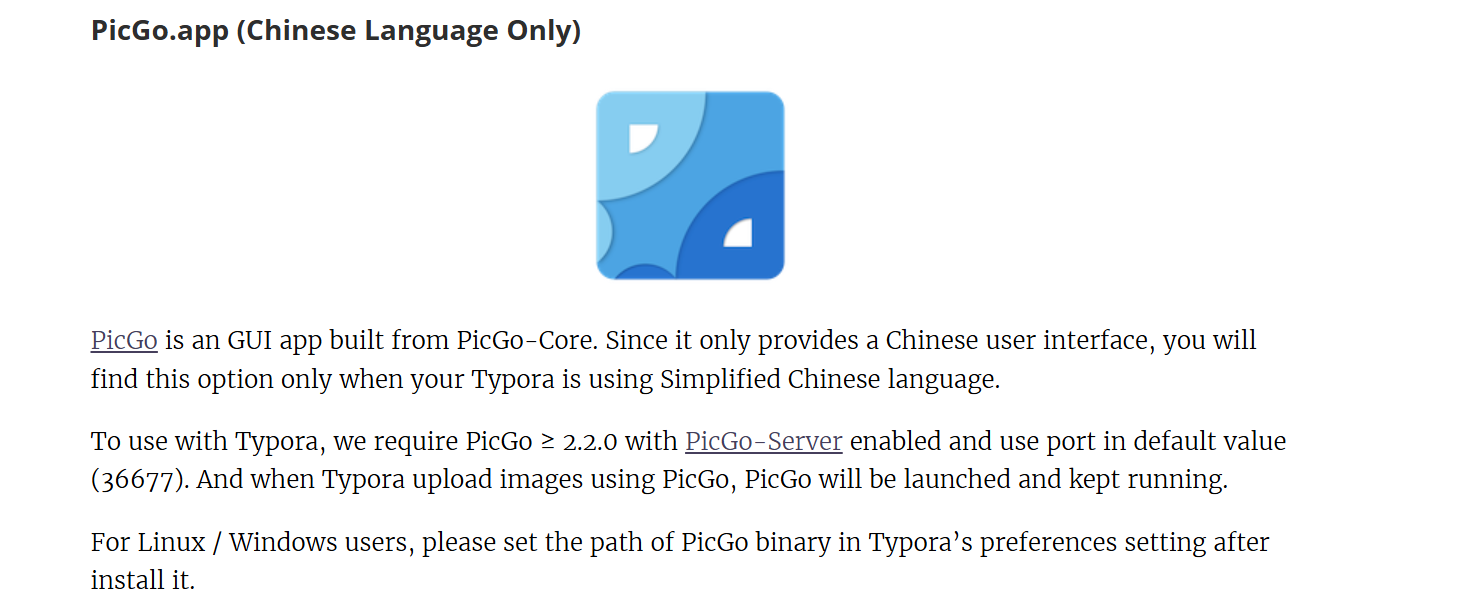 PicGo.app (Chinese Language Only)
PicGo is an GUI app built from PicGo-Core. Since it only provides a Chinese user interface, you will
find this option only when your Typora is using Simplified Chinese language.
To use with Typora, we require PicGo ≥ 2.2.0 with PicGo-Server enabled and use port in default value
(36677). And when Typora upload images using PicGo, PicGo will be launched and kept running.
For Linux / Windows users, please set the path of PicGo binary in Typora’s preferences setting after
install it.